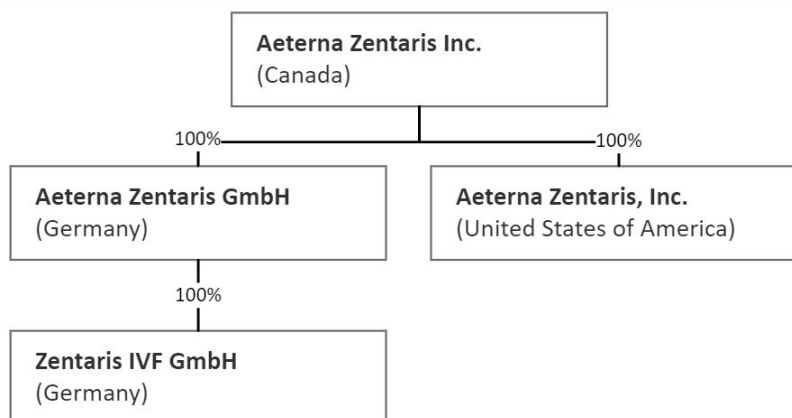 Aeterna Zentaris Inc.
(Canada)
100%
100%
Aeterna Zentaris GmbH
(Germany)
Aeterna Zentaris, Inc.
(United States of America)
100%
Zentaris IVF GmbH
(Germany)